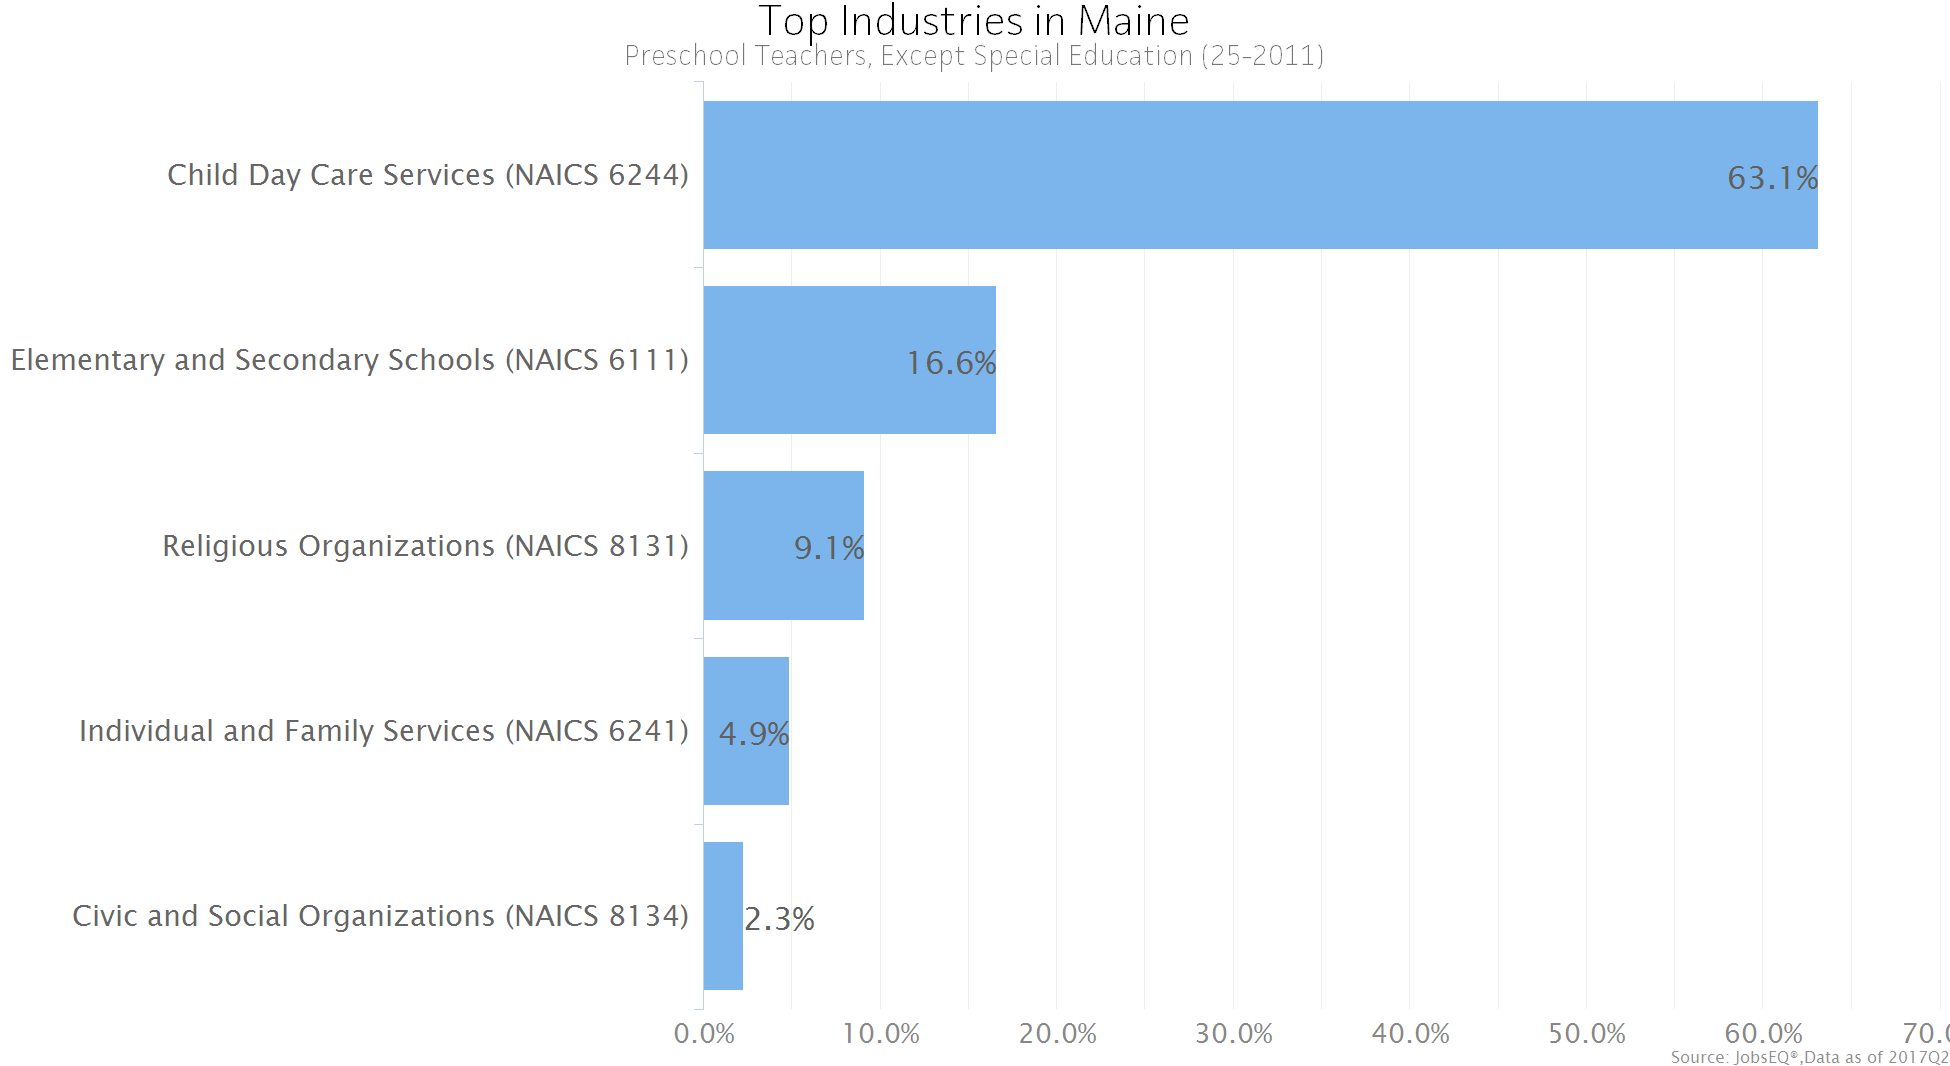 Top Industries in Maine
Preschool Teachers, Except Special Education (25-2011)
Child Day Care Services (NAICS 6244)
63.1%
Elementary and Secondary Schools (NAICS 6111)
16.6%
Religious Organizations (NAICS 8131)
9.1%
Individual and Family Services (NAICS 6241)
4.9%
Civic and Social Organizations (NAICS 8134)
2.3%
0.0% 10.0% 20.0% 30.0% 40.0% 50.0% 60.0% 70.0
Source: JobsEQ®,Data as of 2017Q2